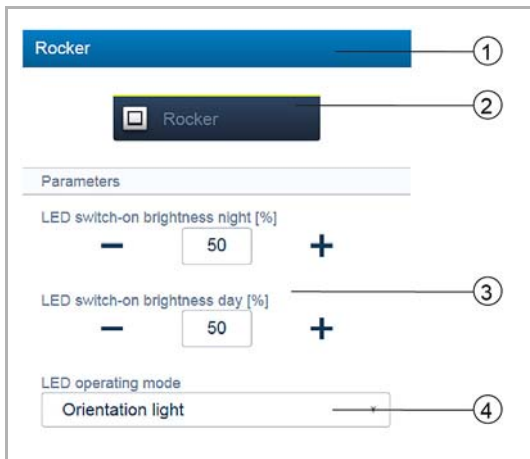 Rocker
1
Rocker
2
Parameters
LED switch-on brightness night [%]
50
LED switch-on brightness day [%]
3
50
LED operating mode
Orientation light
4